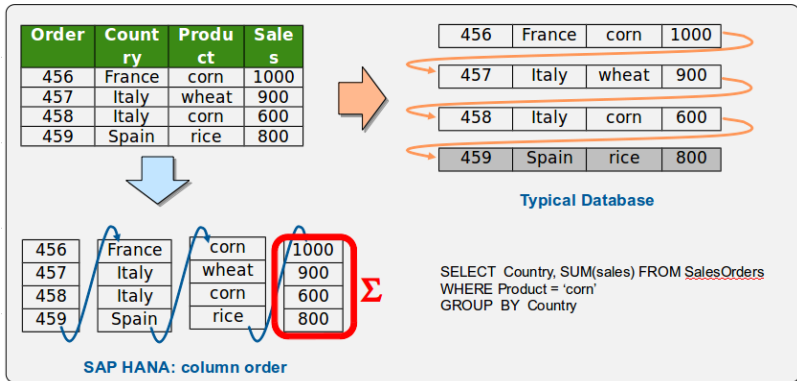 Order Count Produ Sale
ry ct s
456 France corn 1000
457 Italy wheat 900
458 Italy corn 600
459 Spain rice 800
456 France corn 1000
457 Italy wheat 900
458 Italy corn 600
459 Spain rice 800
Typical Database
456 France corn 1000
457 Italy wheat 900
458 Italy corn 600
459 Spain rice 800
Σ
SAP HANA: column order
SELECT Country, SUM(sales) FROM SalesOrders
WHERE Product = ‘corn’
GROUP BY Country